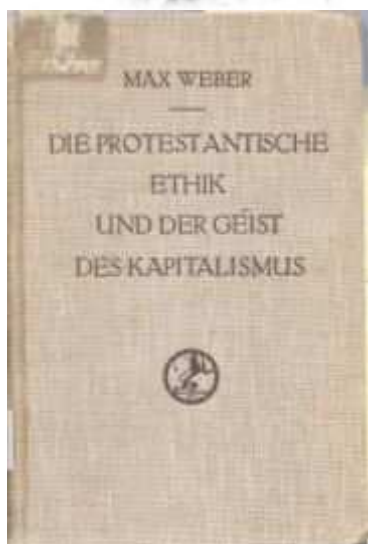 MAX WEBER
DIE PROTESTANTISCHE
ETHIK
UND DER GEIST
DES KAPITALISMUS